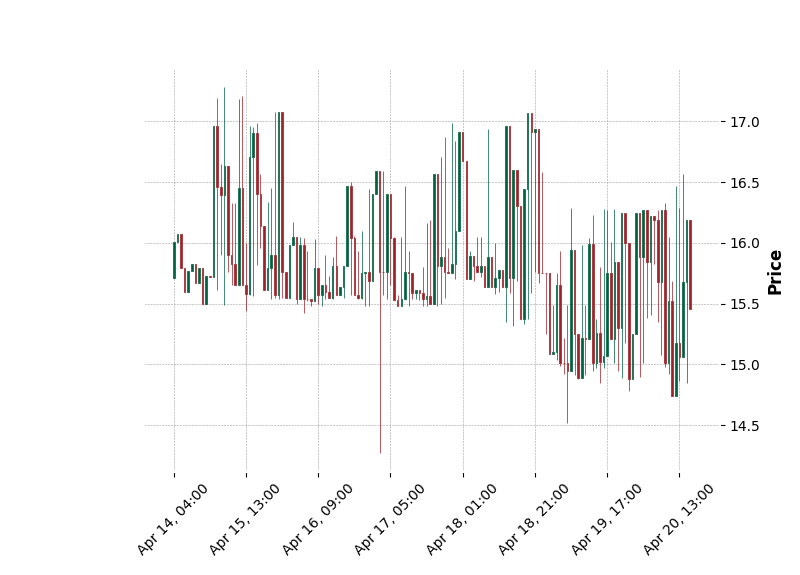 17.0
16.5
16.0
15.5
15.0
14.5
Price
Apr 14, 04:00
Apr 15, 13:00
Apr 16, 09:00
Apr 17, 05:00
Apr 18, 01:00
Apr 18, 21:00
Apr 19, 17:00
Apr 20, 13:00